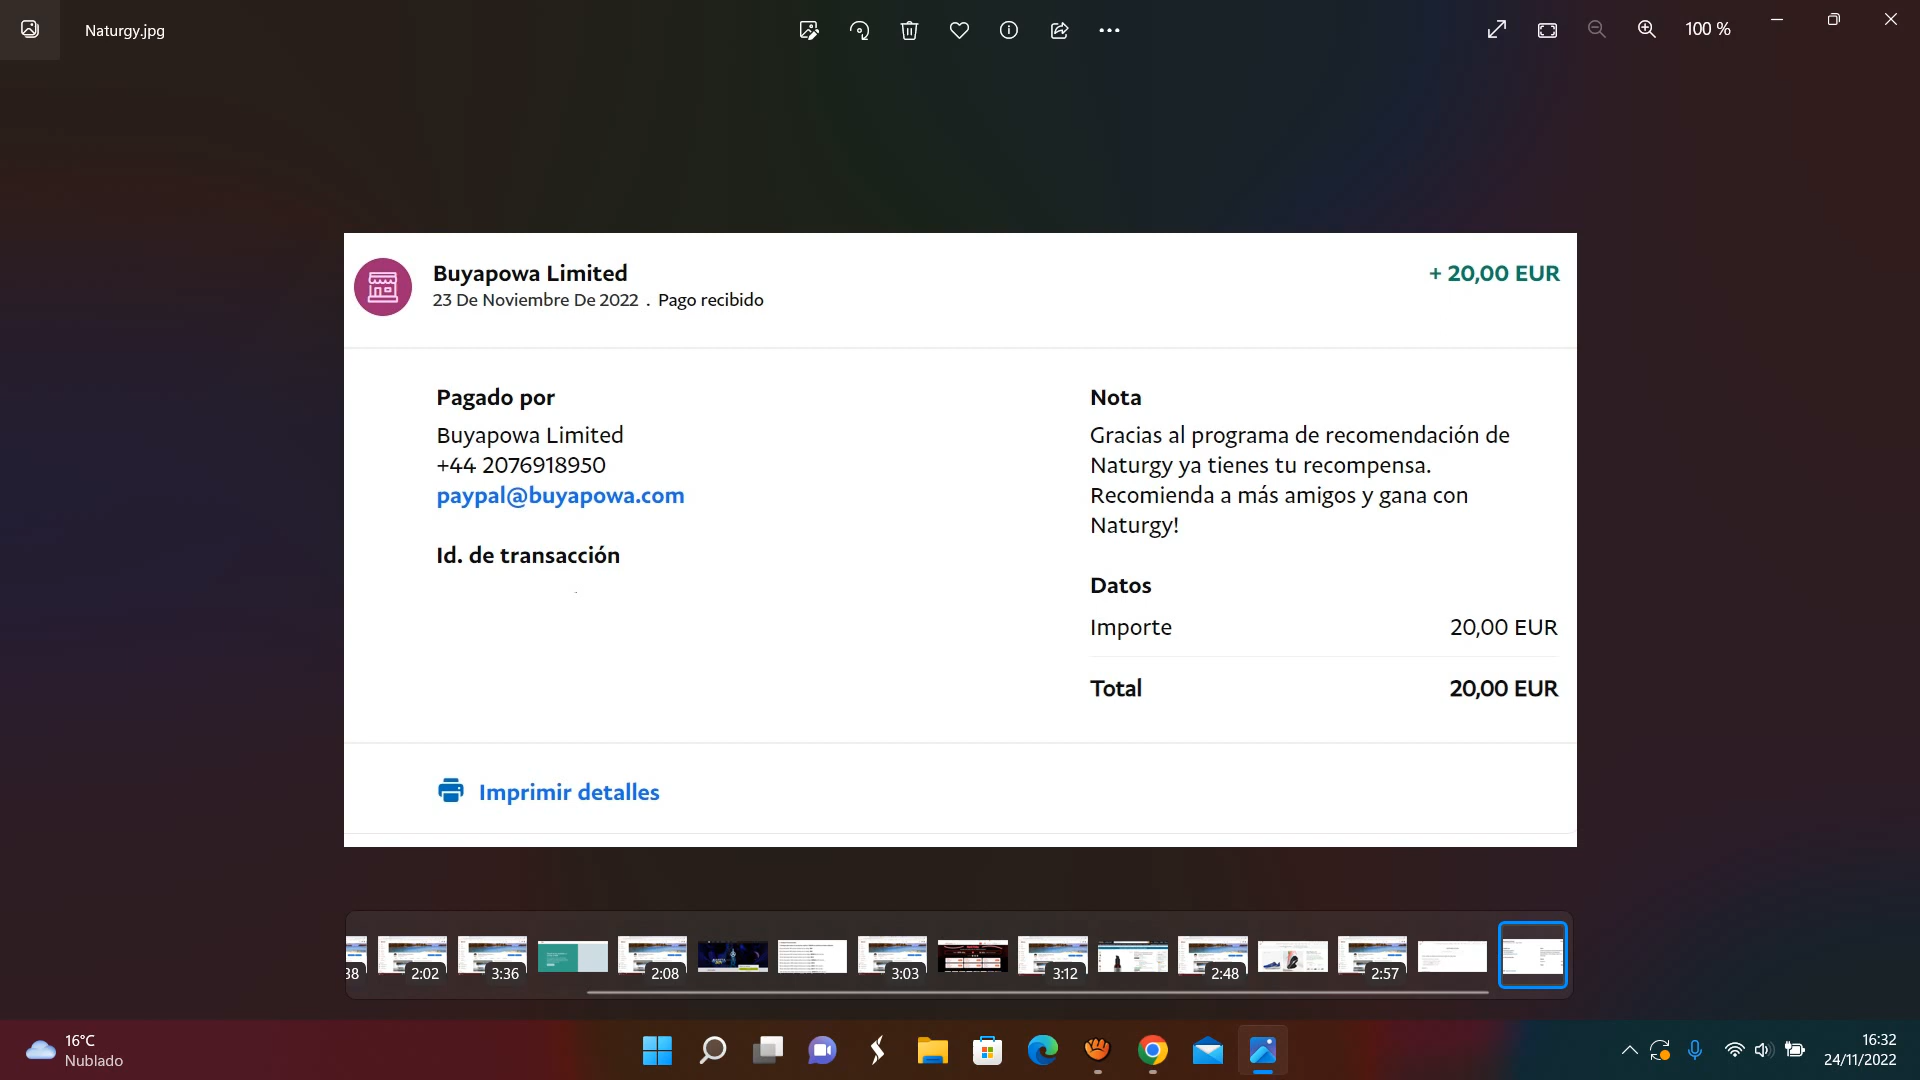 Naturgy.jpg
100 %
Buyapowa Limited
+ 20,00 EUR
23 De Noviembre De 2022 . Pago recibido
Pagado por
Buyapowa Limited
+44 2076918950
paypal@buyapowa.com
Id. de transacción
Nota
Gracias al programa de recomendación de
Naturgy ya tienes tu recompensa.
Recomienda a más amigos y gana con
Naturgy!
Datos
Importe 20,00 EUR
Total 20,00 EUR
Imprimir detalles
38 2:02 3:36 2:08 3:03 3:12 2:48 2:57
16°C
Nublado
16:32
24/11/2022